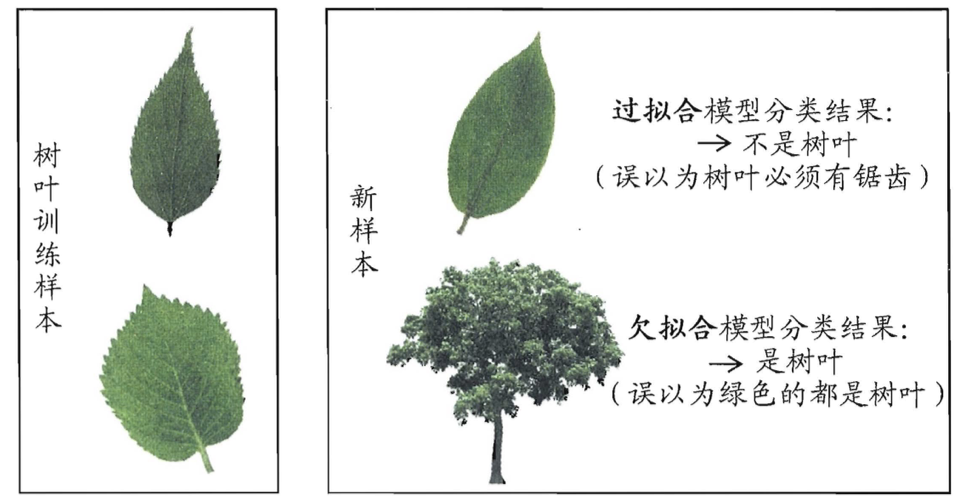 树叶训练样本
新样本
过拟合模型分类结果:
→ 不是树叶
(误以为树叶必须有锯齿)
欠拟合模型分类结果:
→ 是树叶
(误以为绿色的都是树叶)